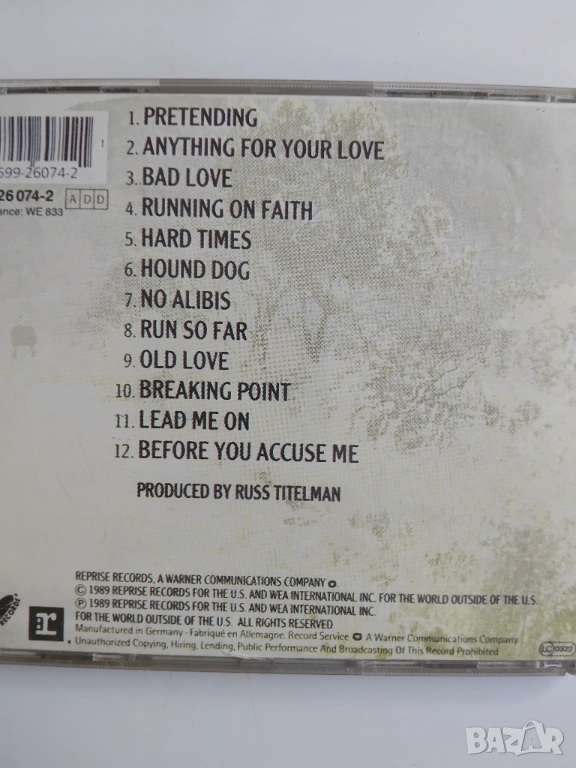 1. PRETENDING
2. ANYTHING FOR YOUR LOVE
3. BAD LOVE
4. RUNNING ON FAITH
5. HARD TIMES
6. HOUND DOG
7. NO ALIBIS
8. RUN SO FAR
9. OLD LOVE
10. BREAKING POINT
11. LEAD ME ON
12. BEFORE YOU ACCUSE ME
PRODUCED BY RUSS TITELMAN
1
599-26074-2
26 074-2 A D D
ance: WE 833
REPRISE RECORDS, A WARNER COMMUNICATIONS COMPANY
© 1989 REPRISE RECORDS FOR THE U.S. AND WEA INTERNATIONAL INC. FOR THE WORLD OUTSIDE OF THE U.S.
℗ 1989 REPRISE RECORDS FOR THE U.S. AND WEA INTERNATIONAL INC.
FOR THE WORLD OUTSIDE OF THE U.S. ALL RIGHTS RESERVED
Manufactured in Germany · Fabriqué en Allemagne. Record Service A Warner Communications Company
Unauthorized Copying, Hiring, Lending, Public Performance And Broadcasting Of This Record Prohibited
RECORDS
r
LC 0322
BAZAR